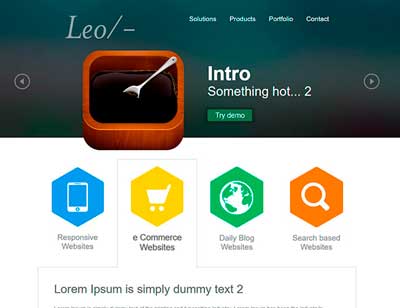 Leo/-
Solutions Products Portfolio Contact
Intro
Something hot... 2
Try demo
Responsive
Websites
e Commerce
Websites
Daily Blog
Websites
Search based
Websites
Lorem Ipsum is simply dummy text 2